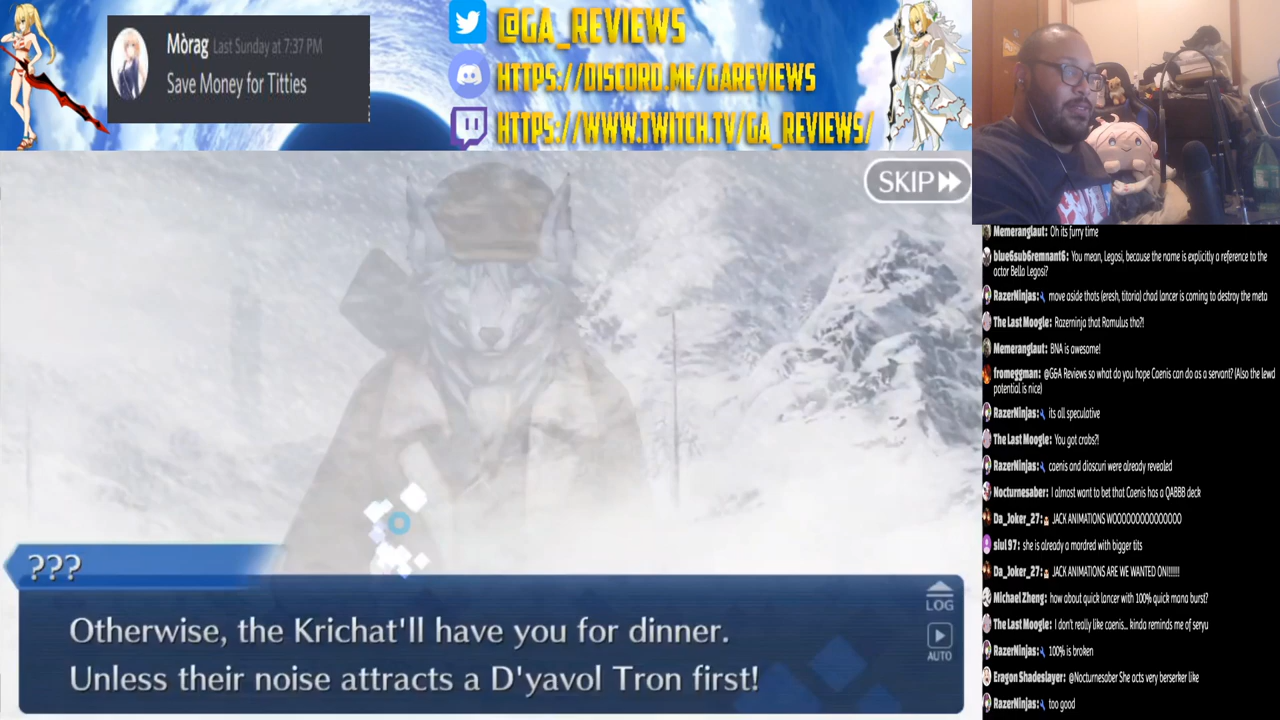 Mòrag Last Sunday at 7:37 PM
Save Money for Titties
@GA_REVIEWS
HTTPS://DISCORD.ME/GAREVIEWS
HTTPS://WWW.TWITCH.TV/GA_REVIEWS/
SKIP
Memeranglaut: Oh its furry time
blue6sub6remnant6: You mean, Legosi, because the name is explicitly a reference to the
actor Bella Legosi?
RazerNinjas: move aside thots (eresh, titoria) chad lancer is coming to destroy the meta
The Last Moogle: Razerninja that Romulus tho?!
Memeranglaut: BNA is awesome!
fromeggman: @G&A Reviews so what do you hope Caenis can do as a servant? (Also the lewd
potential is nice)
RazerNinjas: its all speculative
The Last Moogle: You got crabs?!
RazerNinjas: caenis and dioscuri were already revealed
Nocturnesaber: I almost want to bet that Caenis has a QABBB deck
Da_Joker_27: JACK ANIMATIONS WOOOOOOOOOOOOOO
slul97: she is already a mordred with bigger tits
Da_Joker_27: JACK ANIMATIONS ARE WE WANTED ON!!!!!!
Michael Zheng: how about quick lancer with 100% quick mana burst?
The Last Moogle: I don't really like caenis... kinda reminds me of seryu
RazerNinjas: 100% is broken
Eragon Shadeslayer: @Nocturnesaber She acts very berserker like
RazerNinjas: too good
???
Otherwise, the Krichat'll have you for dinner.
Unless their noise attracts a D'yavol Tron first!
LOG
AUTO